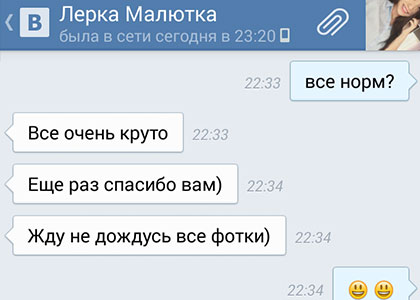 В Лерка Малютка
была в сети сегодня в 23:20
22:33 все норм?
Все очень круто 22:33
Еще раз спасибо вам) 22:34
Жду не дождусь все фотки) 22:34
22:34 😃😃